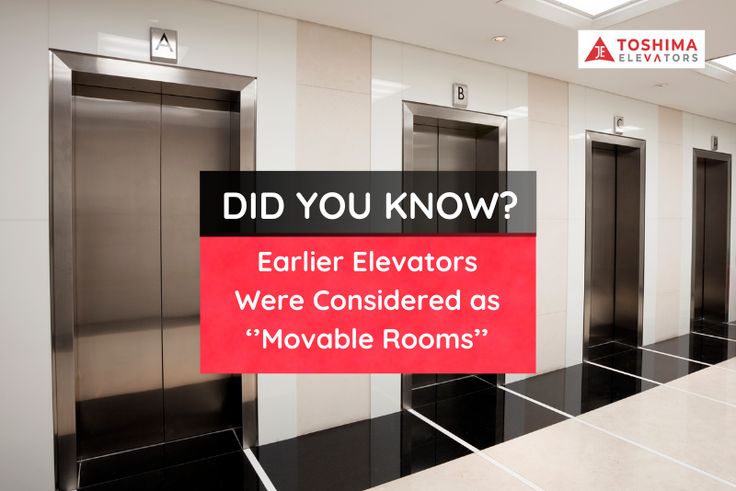 A
TOSHIMA
ELEVATORS
B
C
DID YOU KNOW?
Earlier Elevators
Were Considered as
‘’Movable Rooms’’